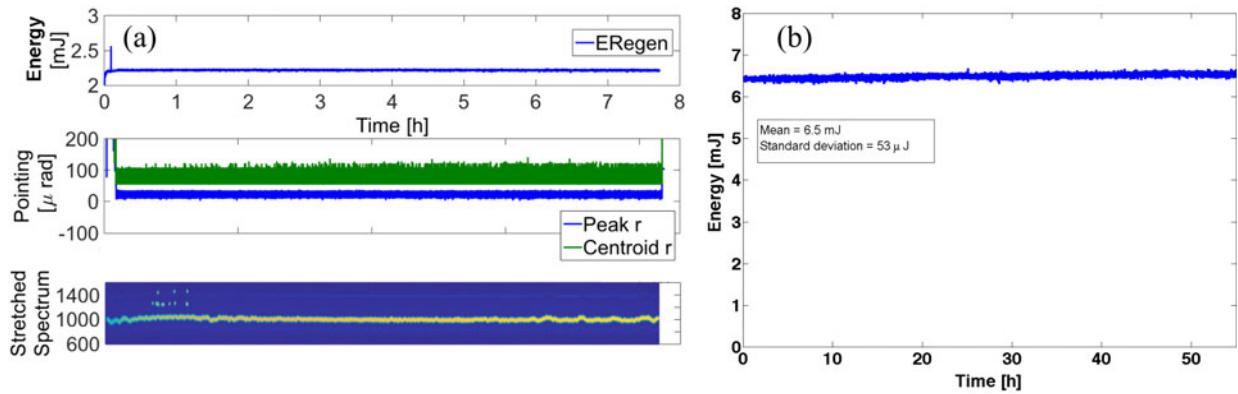 (a)
Energy
[mJ]
3
2.5
2
ERegen
0 1 2 3 4 5 6 7 8
Time [h]
Pointing
[μ rad]
200
100
0
-100
Peak r
Centroid r
Stretched
Spectrum
1400
1000
600
(b)
Energy [mJ]
8
7
6
5
4
3
2
1
0
Mean = 6.5 mJ
Standard deviation = 53 μ J
0 10 20 30 40 50
Time [h]